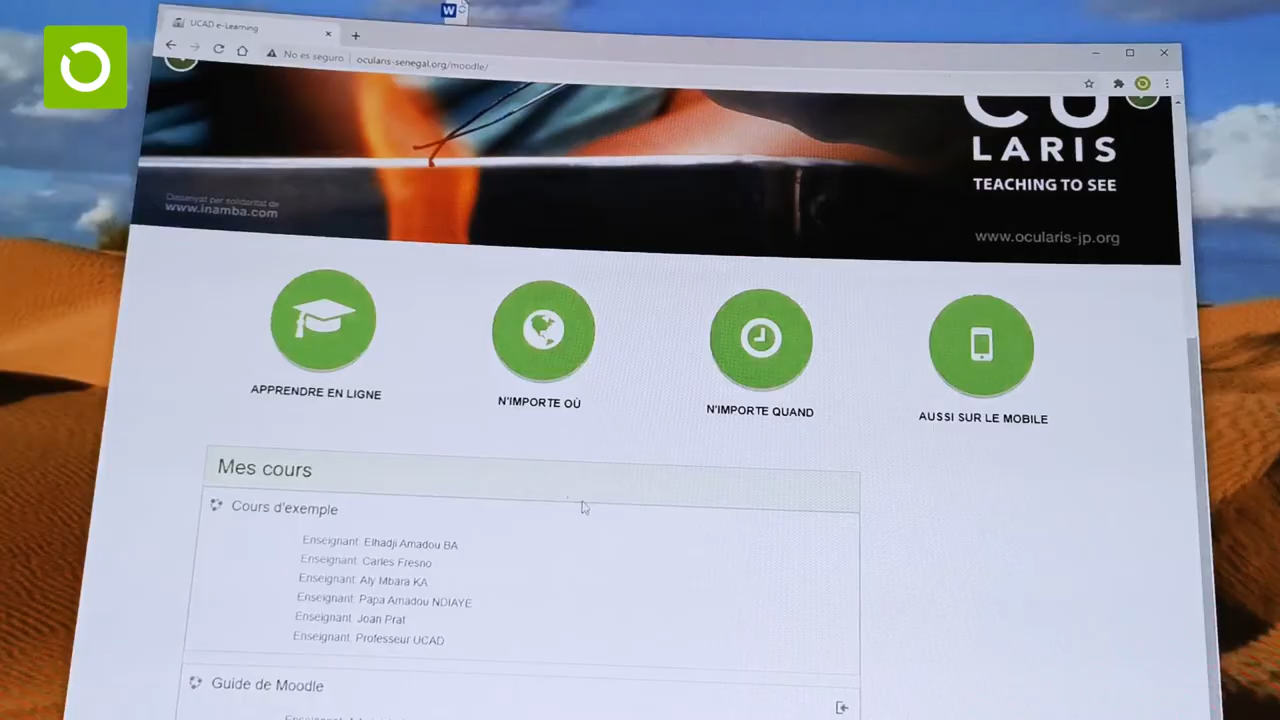 W
UCAD e-Learning
No es seguro ocularis-senegal.org/moodle/
LARIS
TEACHING TO SEE
Dissenyat per solidaritat de
www.inamba.com
www.ocularis-jp.org
APPRENDRE EN LIGNE
N'IMPORTE OÙ
N'IMPORTE QUAND
AUSSI SUR LE MOBILE
Mes cours
Cours d'exemple
Enseignant: Elhadji Amadou BA
Enseignant: Carles Fresno
Enseignant: Aly Mbara KA
Enseignant: Papa Amadou NDIAYE
Enseignant: Joan Prat
Enseignant: Professeur UCAD
Guide de Moodle